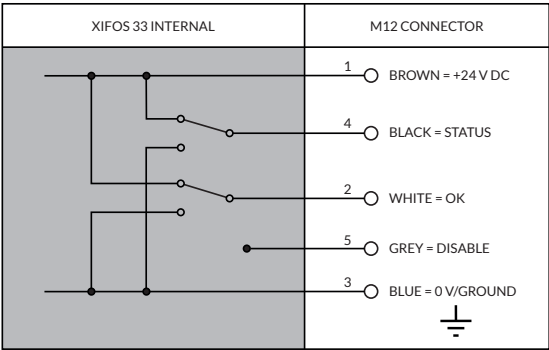 XIFOS 33 INTERNAL
M12 CONNECTOR
1
BROWN = +24 V DC
4
BLACK = STATUS
2
WHITE = OK
5
GREY = DISABLE
3
BLUE = 0 V/GROUND